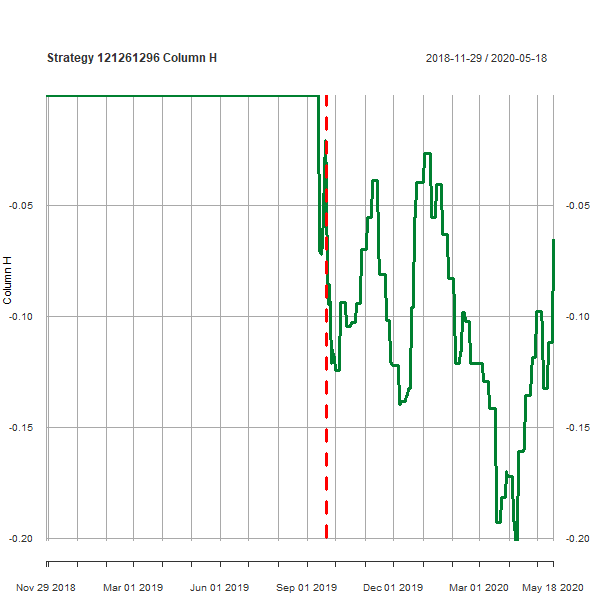 Strategy 121261296 Column H
2018-11-29 / 2020-05-18
Column H
-0.05
-0.10
-0.15
-0.20
-0.05
-0.10
-0.15
-0.20
Nov 29 2018
Mar 01 2019
Jun 01 2019
Sep 01 2019
Dec 01 2019
Mar 01 2020
May 18 2020